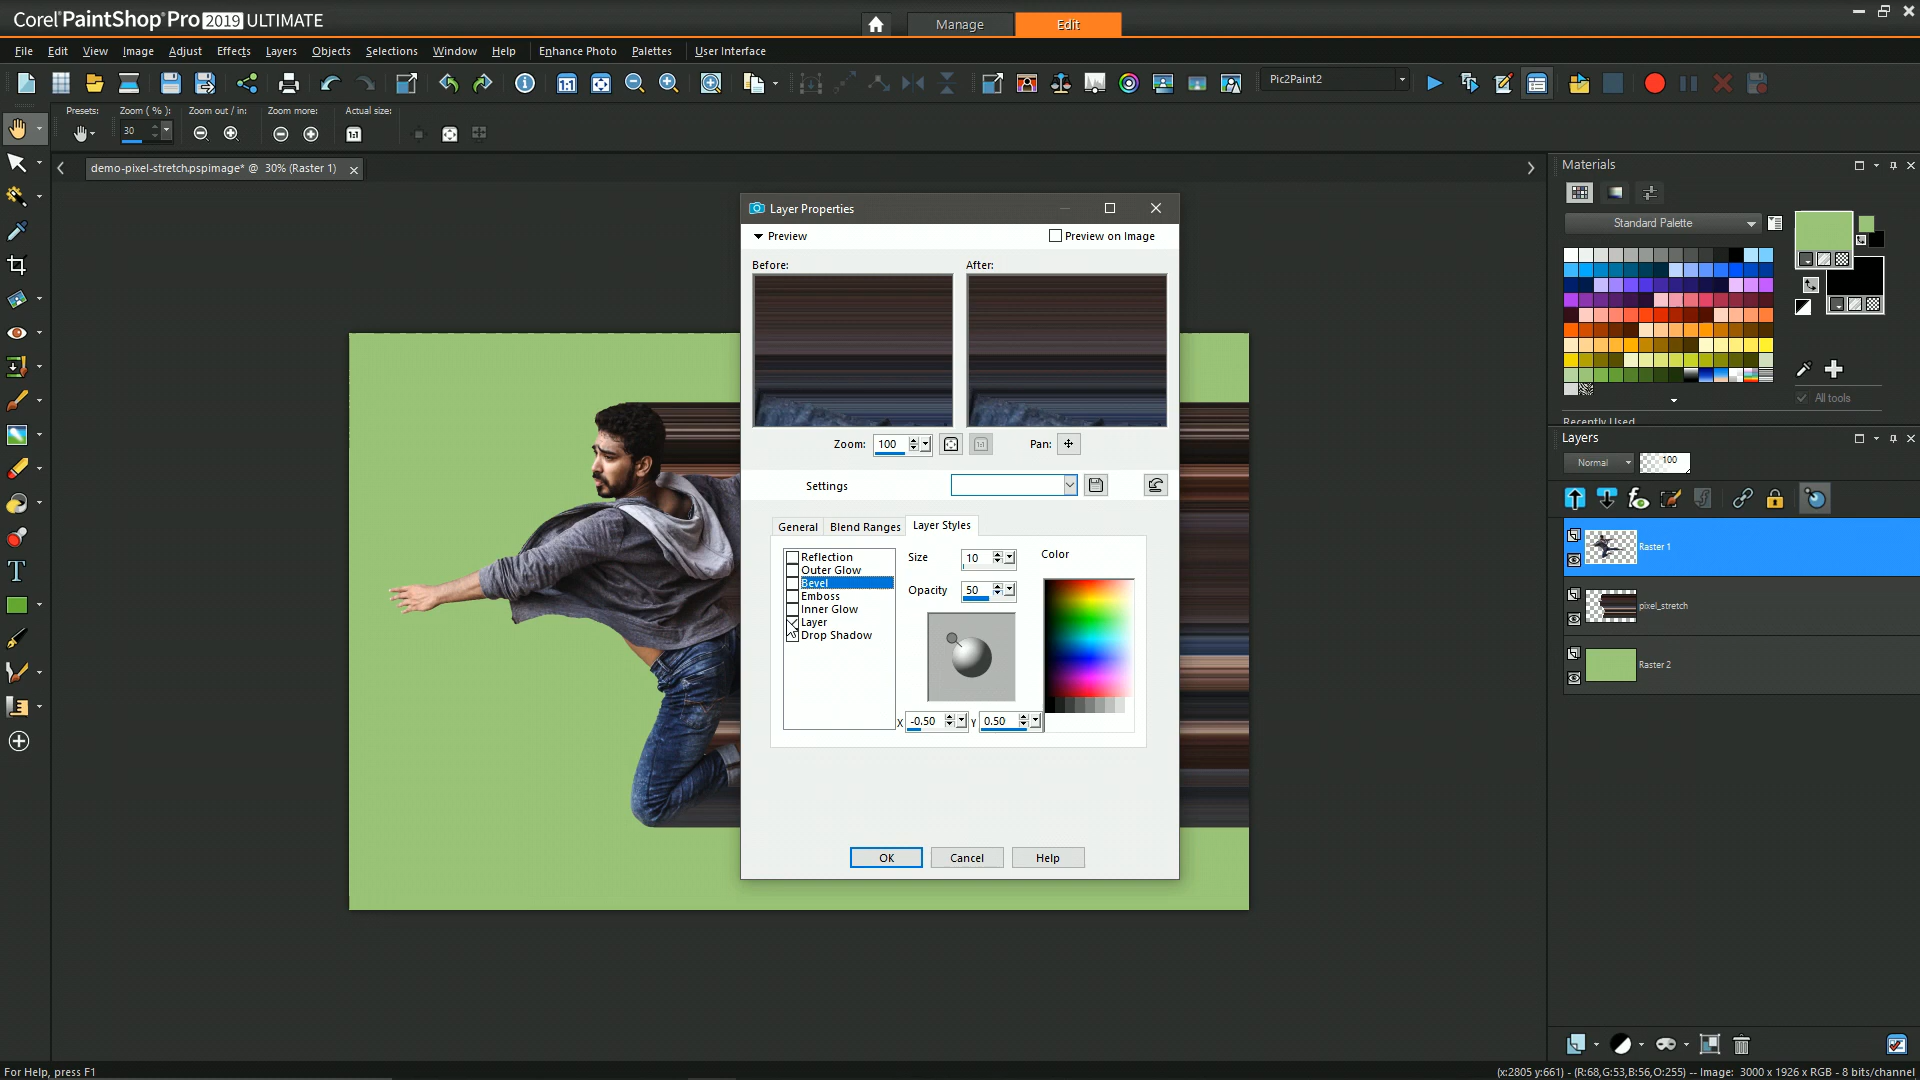 Corel PaintShop Pro 2019 ULTIMATE
Manage
Edit
File Edit View Image Adjust Effects Layers Objects Selections Window Help Enhance Photo Palettes User Interface
Pic2Paint2
Presets: Zoom ( % ): Zoom out / in: Zoom more: Actual size:
30
demo-pixel-stretch.pspimage* @ 30% (Raster 1)
Layer Properties
Preview
Preview on Image
Before:
After:
Zoom: 100
Pan:
Settings
General Blend Ranges Layer Styles
Reflection
Outer Glow
Bevel
Emboss
Inner Glow
Layer
Drop Shadow
Size 10
Opacity 50
Color
X -0.50 Y 0.50
OK Cancel Help
Materials
Standard Palette
All tools
Recently Used
Layers
Normal 100
Raster 1
pixel_stretch
Raster 2
For Help, press F1
(x:2805 y:661) -- (R:68,G:53,B:56,O:255) -- Image: 3000 x 1926 x RGB - 8 bits/channel